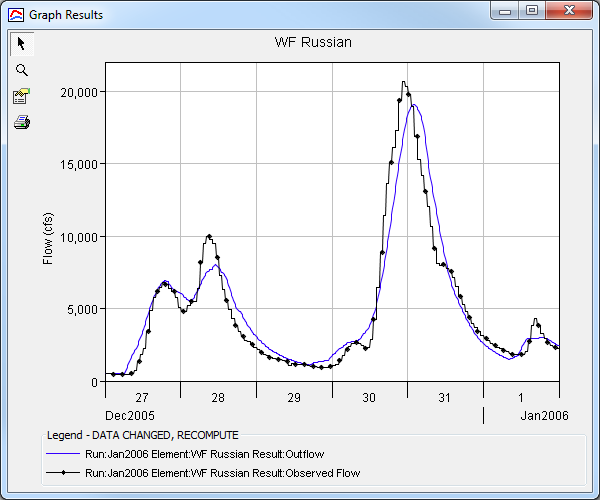 Graph Results
WF Russian
20,000
15,000
10,000
5,000
0
Flow (cfs)
27 28 29 30 31 1
Dec2005 Jan2006
Legend - DATA CHANGED, RECOMPUTE
Run:Jan2006 Element:WF Russian Result:Outflow
Run:Jan2006 Element:WF Russian Result:Observed Flow